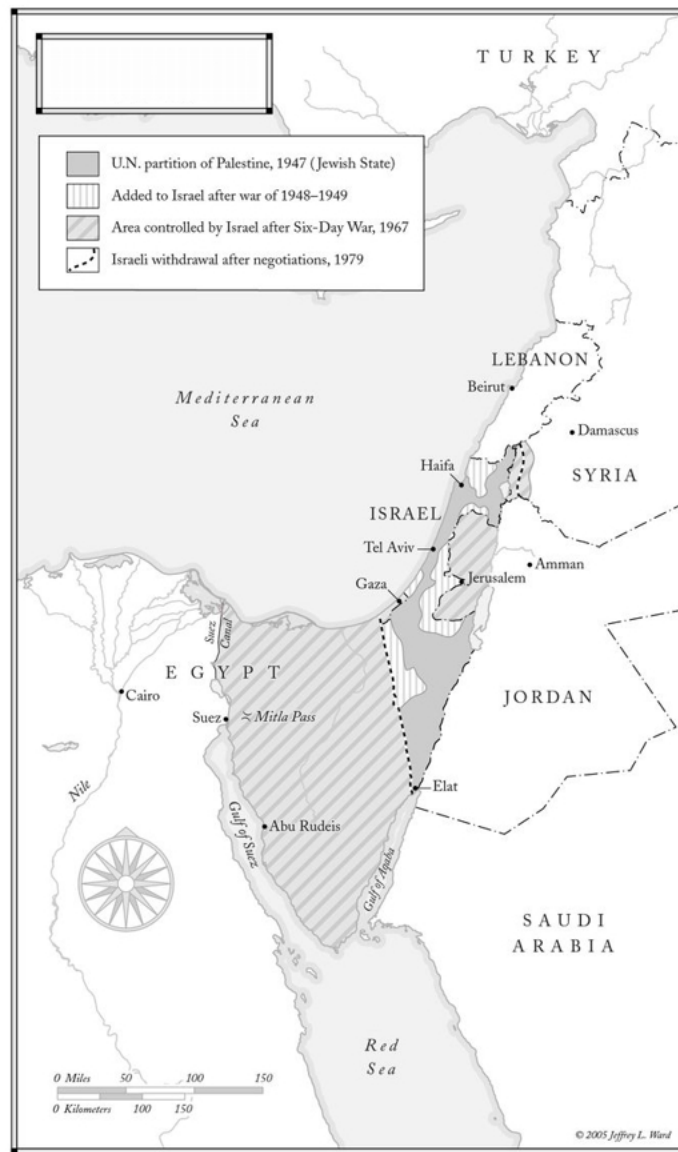 TURKEY
U.N. partition of Palestine, 1947 (Jewish State)
Added to Israel after war of 1948–1949
Area controlled by Israel after Six-Day War, 1967
Israeli withdrawal after negotiations, 1979
LEBANON
Beirut
Mediterranean
Sea
Damascus
Haifa
SYRIA
ISRAEL
Tel Aviv
Amman
Gaza
Jerusalem
Suez
Canal
EGYPT
Cairo
JORDAN
Suez
Mitla Pass
Elat
Nile
Gulf of Suez
Abu Rudeis
Gulf of Aqaba
SAUDI
ARABIA
Red
Sea
0 Miles 50 100 150
0 Kilometers 100 150
© 2005 Jeffrey L. Ward